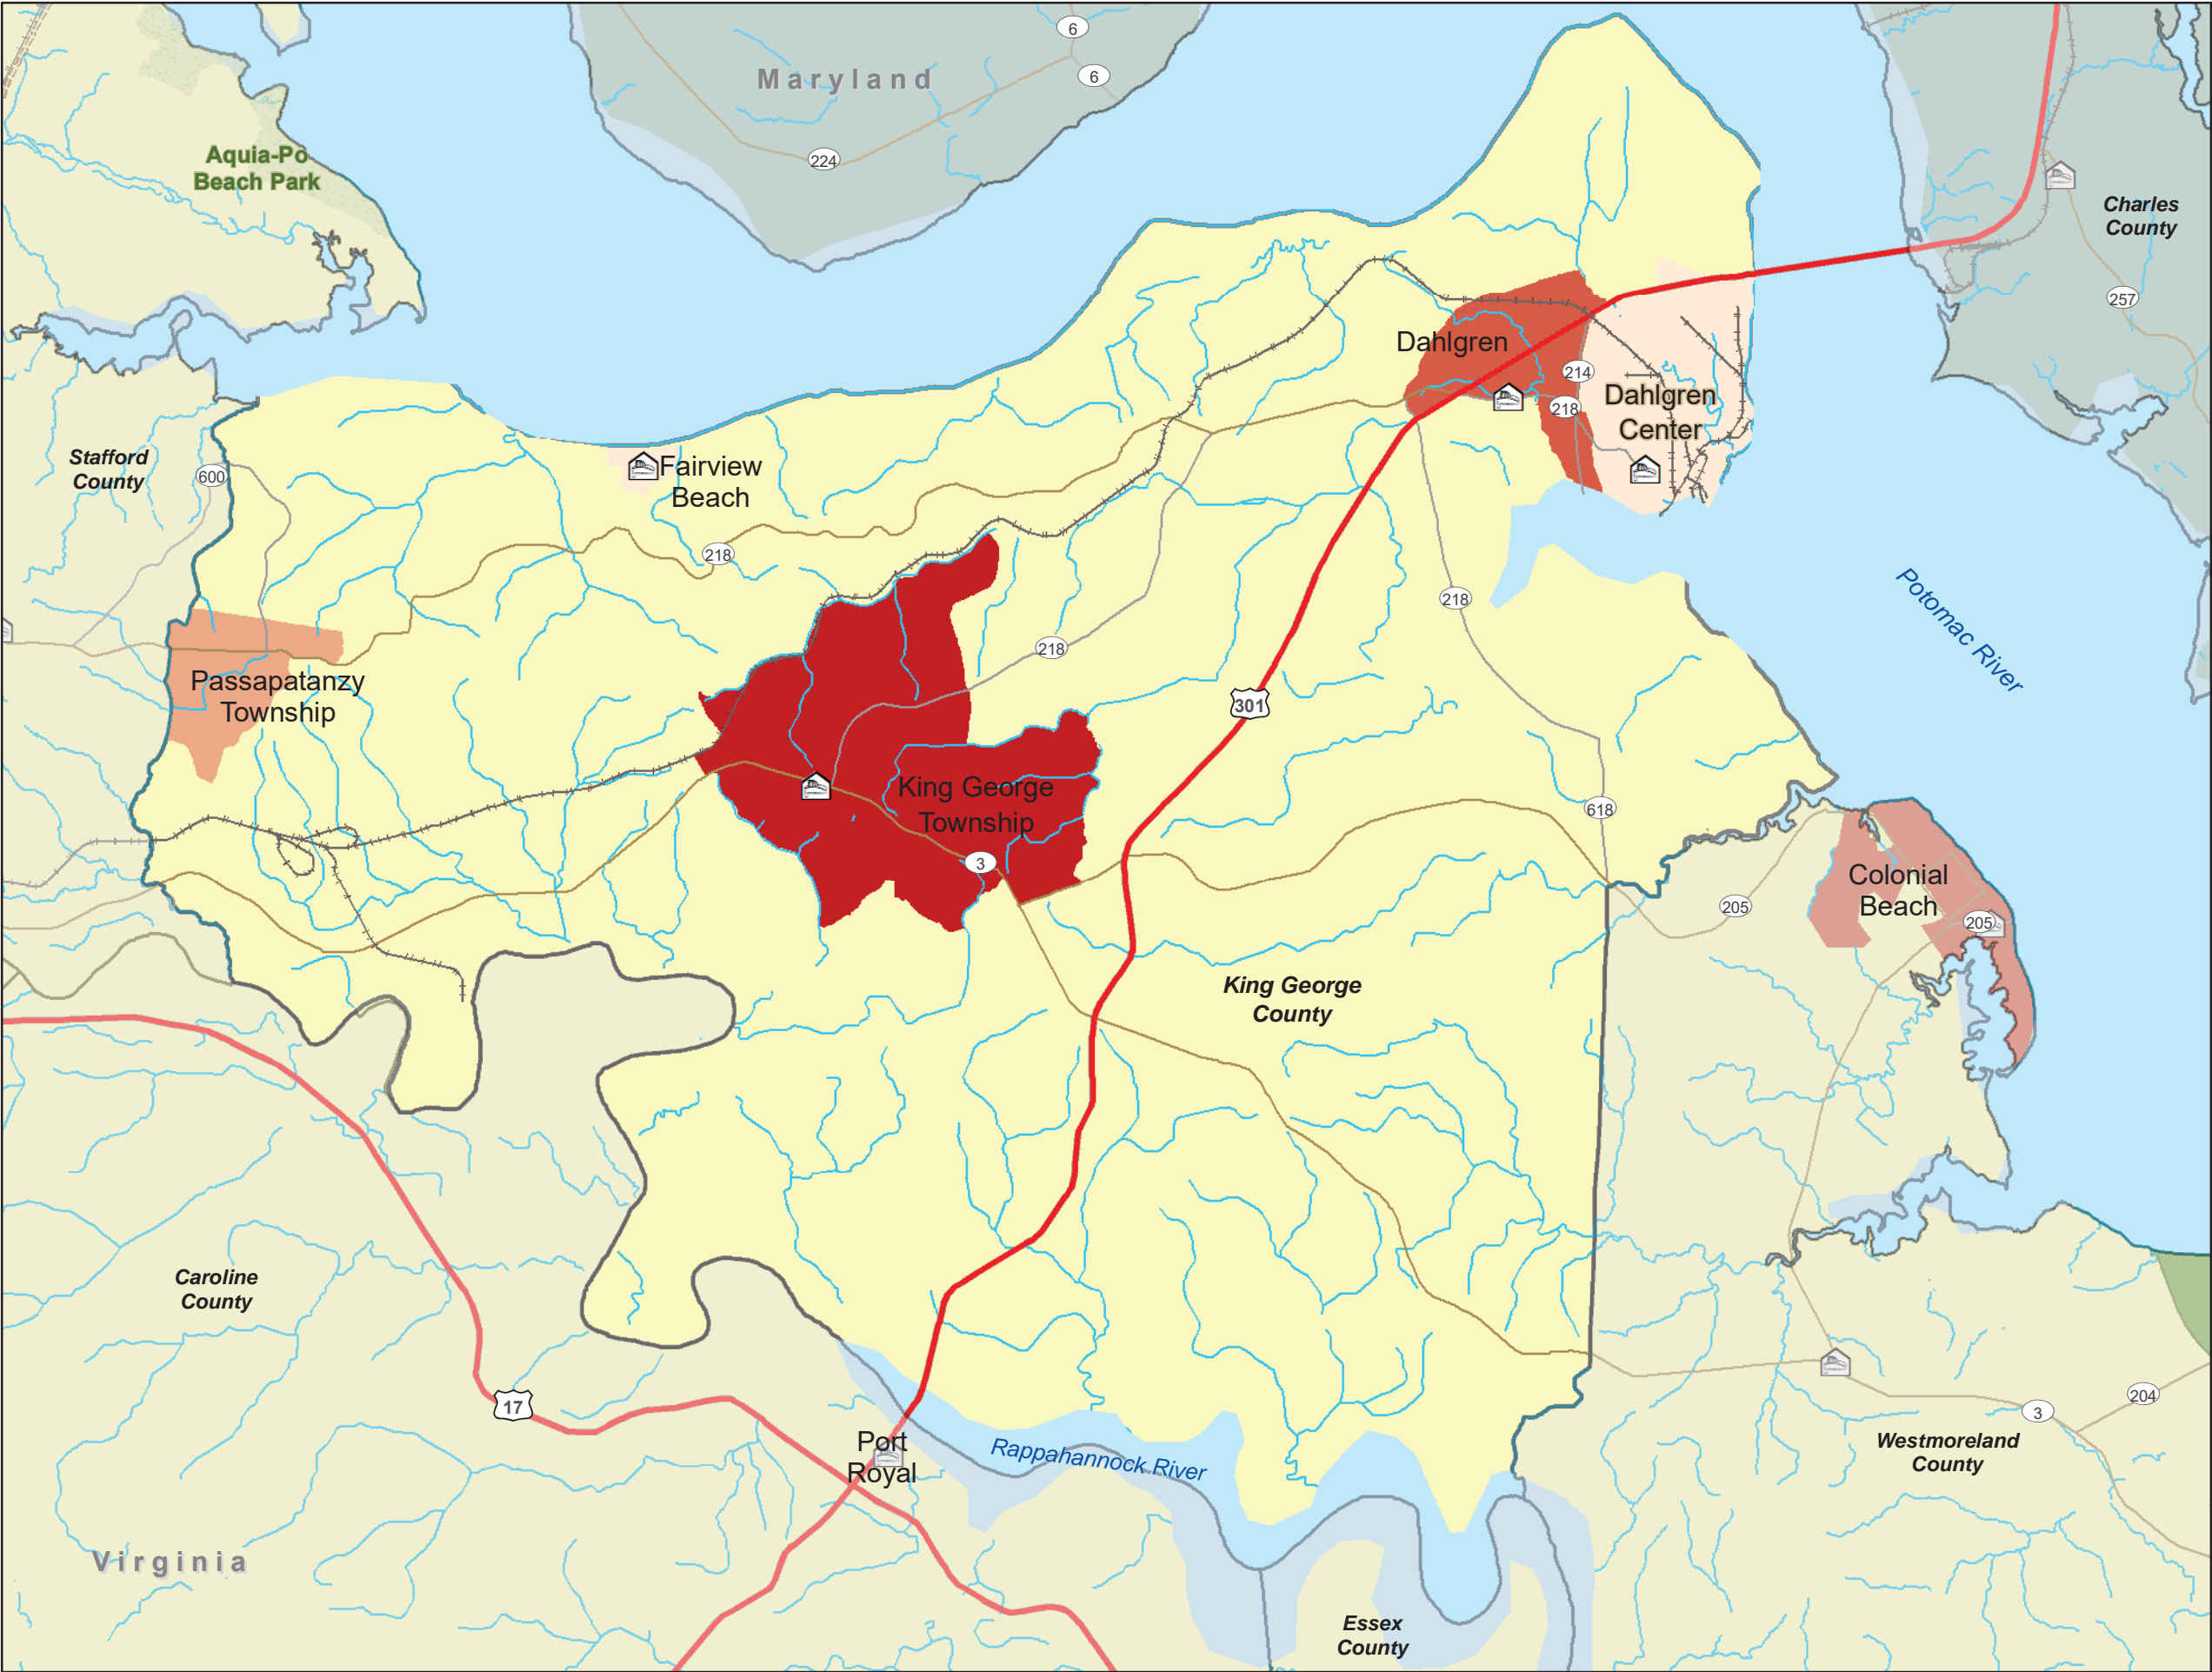 6
Maryland
6
Aquia-Po
Beach Park
224
Charles
County
257
Dahlgren
214
Dahlgren
Center
218
Stafford
County
600
Fairview
Beach
218
Potomac River
218
218
Passapatanzy
Township
301
King George
Township
618
3
Colonial
Beach
205
205
King George
County
Caroline
County
17
204
3
Port
Royal
Rappahannock River
Westmoreland
County
Virginia
Essex
County